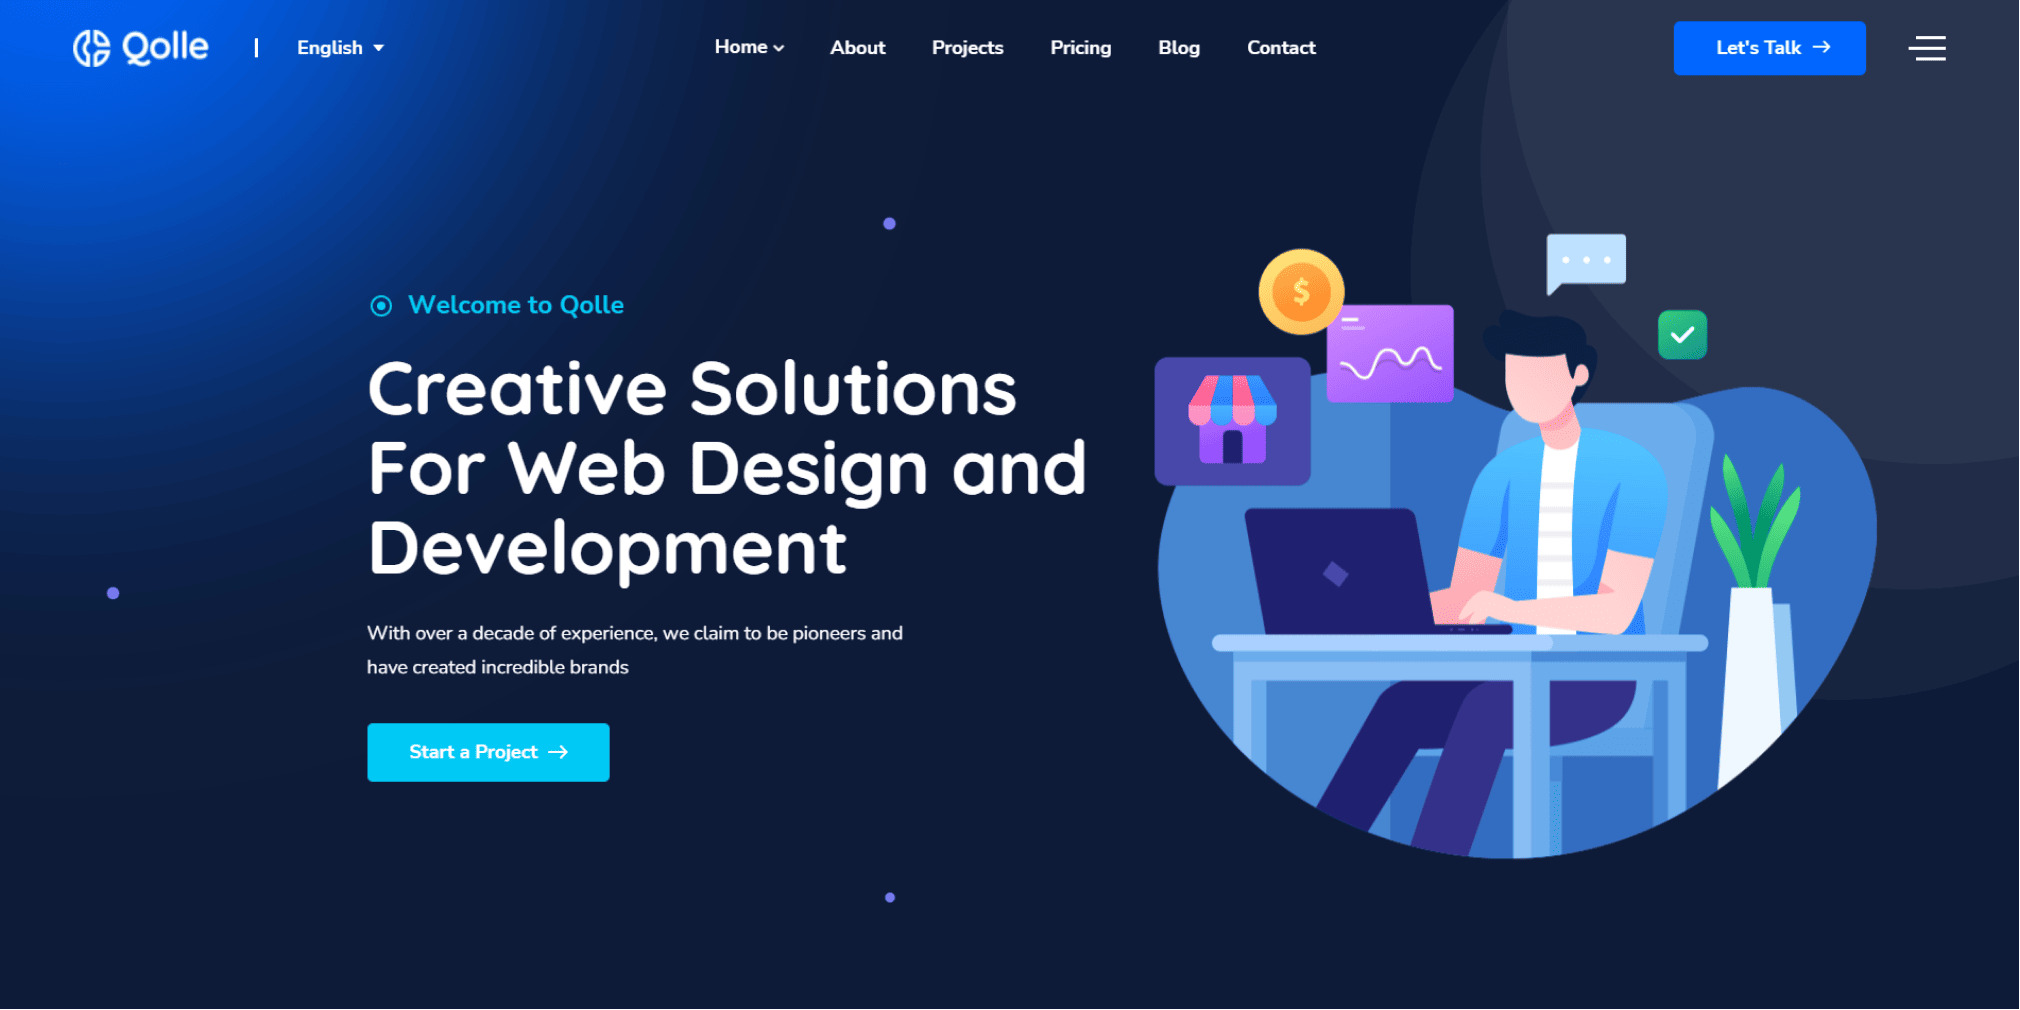 Qolle
English
Home
About
Projects
Pricing
Blog
Contact
Let's Talk
Welcome to Qolle
Creative Solutions
For Web Design and
Development
With over a decade of experience, we claim to be pioneers and
have created incredible brands
Start a Project
$